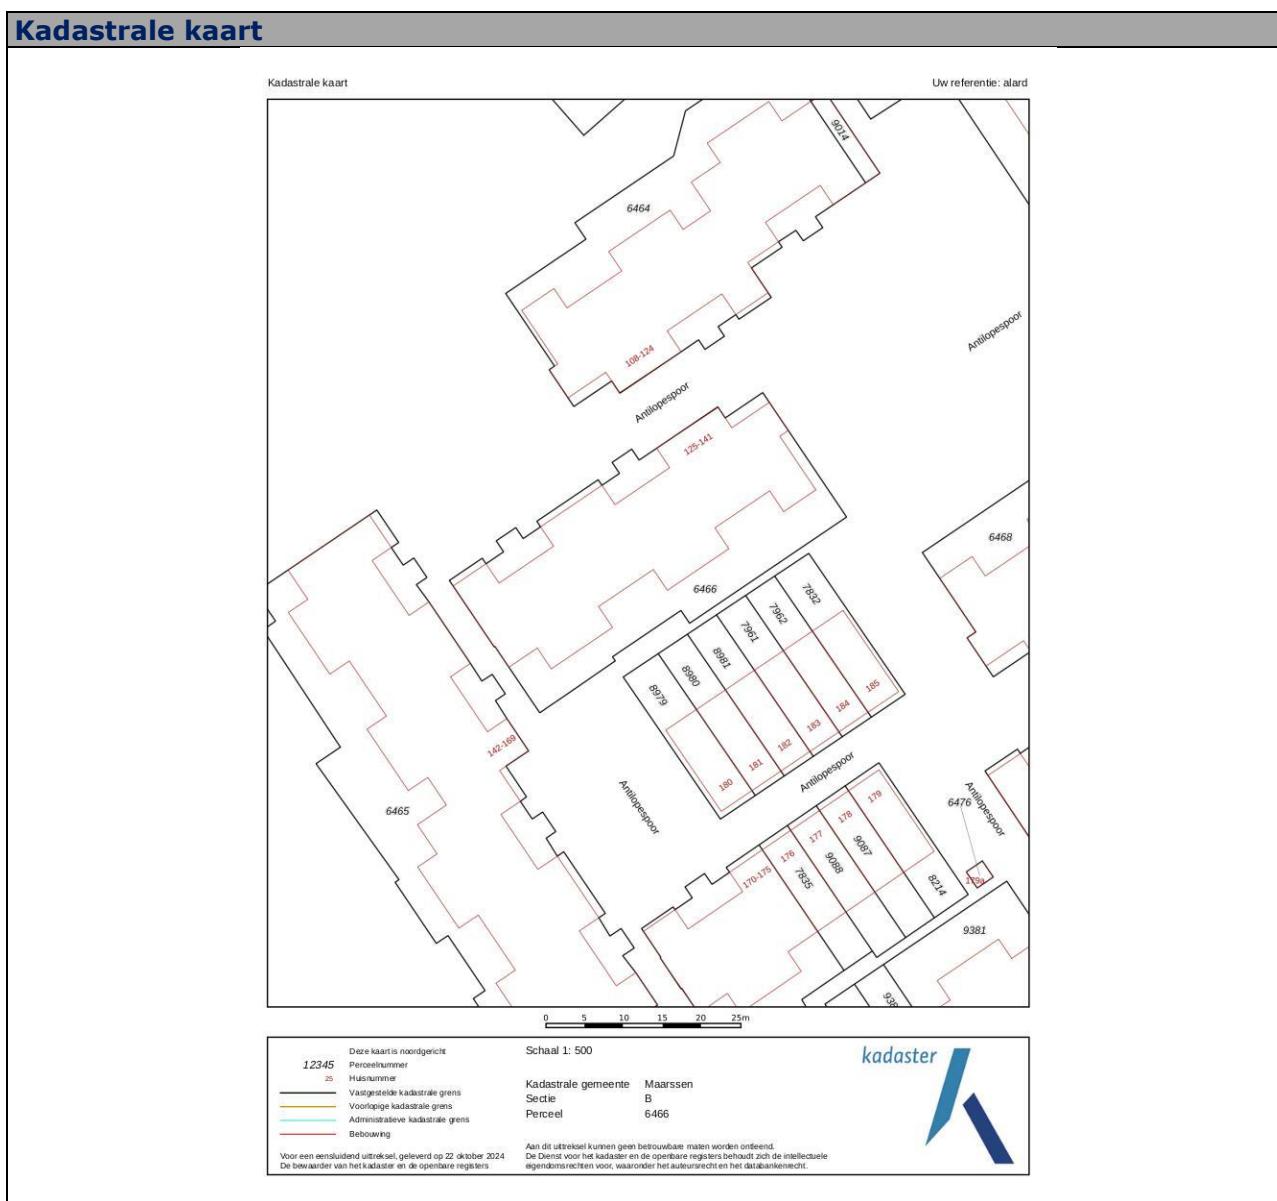 Kadastrale kaart
Kadastrale kaart
Uw referentie: alard
9014
6464
Antilopespoor
108-124
Antilopespoor
125-141
6468
6466
7832
7962
7961
8981
8980
8979
185
184
183
182
181
180
142-169
Antilopespoor
Antilopespoor
6465
179
178
177
176
170-175
6476
Antilopespoor
9087
9088
7835
8214
179a
9381
0 5 10 15 20 25m
Deze kaart is noordgericht
12345 Perceelnummer
25 Huisnummer
Vastgestelde kadastrale grens
Voorlopige kadastrale grens
Administratieve kadastrale grens
Bebouwing
Voor een eensluidend uittreksel, geleverd op 22 oktober 2024
De bewaarder van het kadaster en de openbare registers
Schaal 1: 500
Kadastrale gemeente Maarssen
Sectie B
Perceel 6466
Aan dit uittreksel kunnen geen betrouwbare maten worden ontleend.
De Dienst voor het kadaster en de openbare registers behoudt zich de intellectuele
eigendomsrechten voor, waaronder het auteursrecht en het databankenrecht.
kadaster